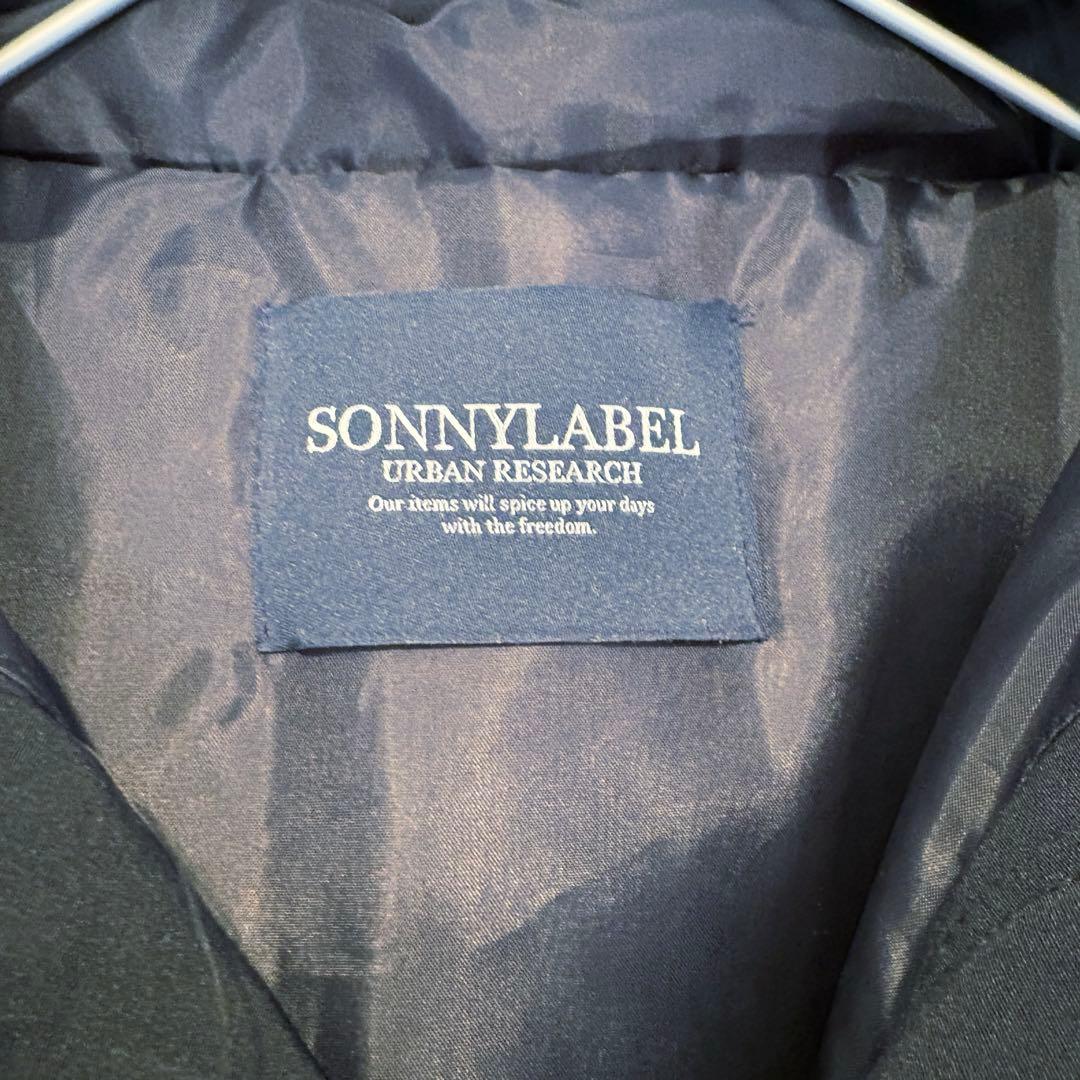 SONNYLABEL
URBAN RESEARCH
Our items will spice up your days
with the freedom.